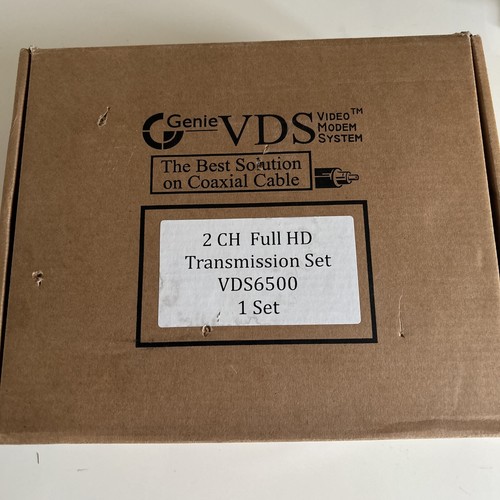 Genie VDS VIDEO™
MODEM
SYSTEM
The Best Solution
on Coaxial Cable
2 CH Full HD
Transmission Set
VDS6500
1 Set